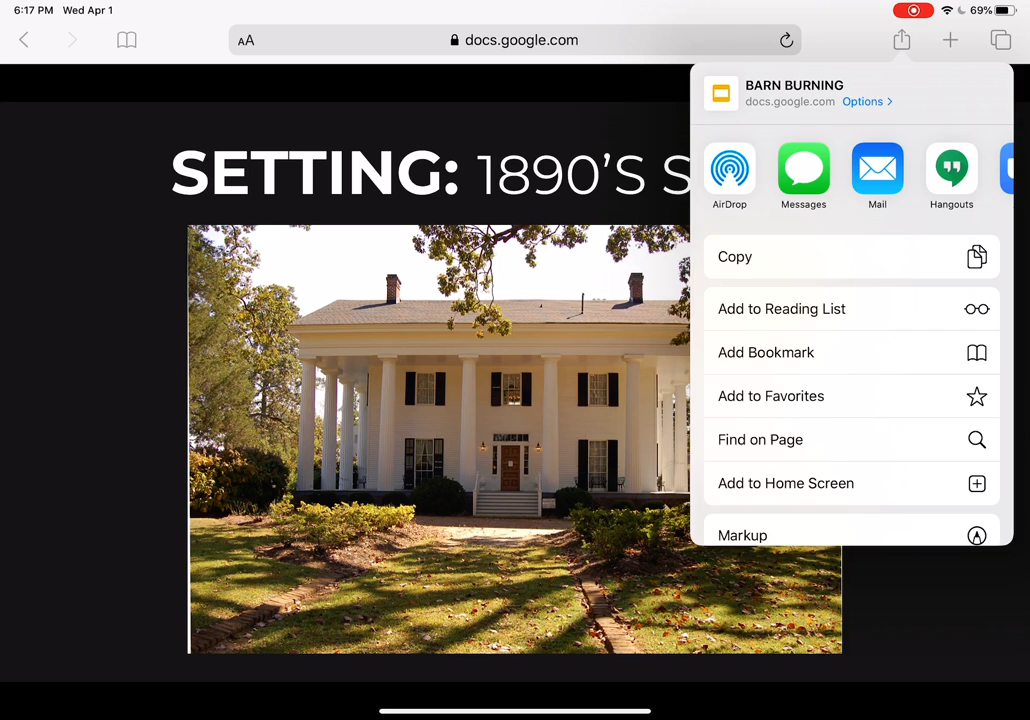 6:17 PM Wed Apr 1
69%
AA
docs.google.com
BARN BURNING
docs.google.com Options >
SETTING: 1890'S S
AirDrop
Messages
Mail
Hangouts
Copy
Add to Reading List
Add Bookmark
Add to Favorites
Find on Page
Add to Home Screen
Markup